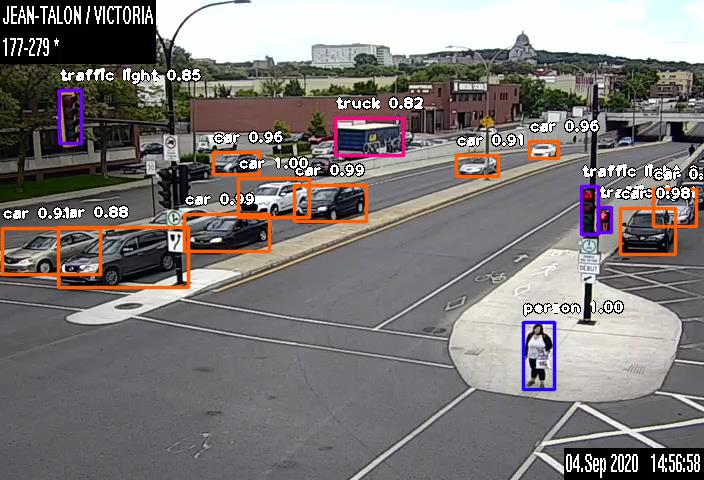 JEAN-TALON / VICTORIA
177-279 *
traffic light 0.85
truck 0.82
car 0.96
car 0.91
car 0.96
car 1.00
car 0.99
car 0.99
car 0.91
car 0.88
traffic light
car 0.98
person 1.00
DÉBUT
04.Sep 2020 14:56:58